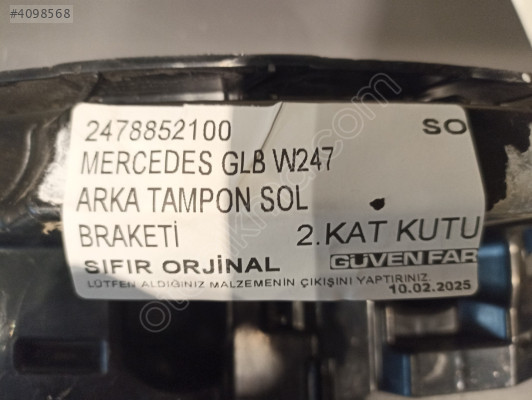 #4098568
2478852100 SO
MERCEDES GLB W247
ARKA TAMPON SOL
BRAKETİ 2.KAT KUTU
SIFIR ORJİNAL GÜVEN FAR
LÜTFEN ALDIĞINIZ MALZEMENİN ÇIKIŞINI YAPTIRINIZ.
10.02.2025